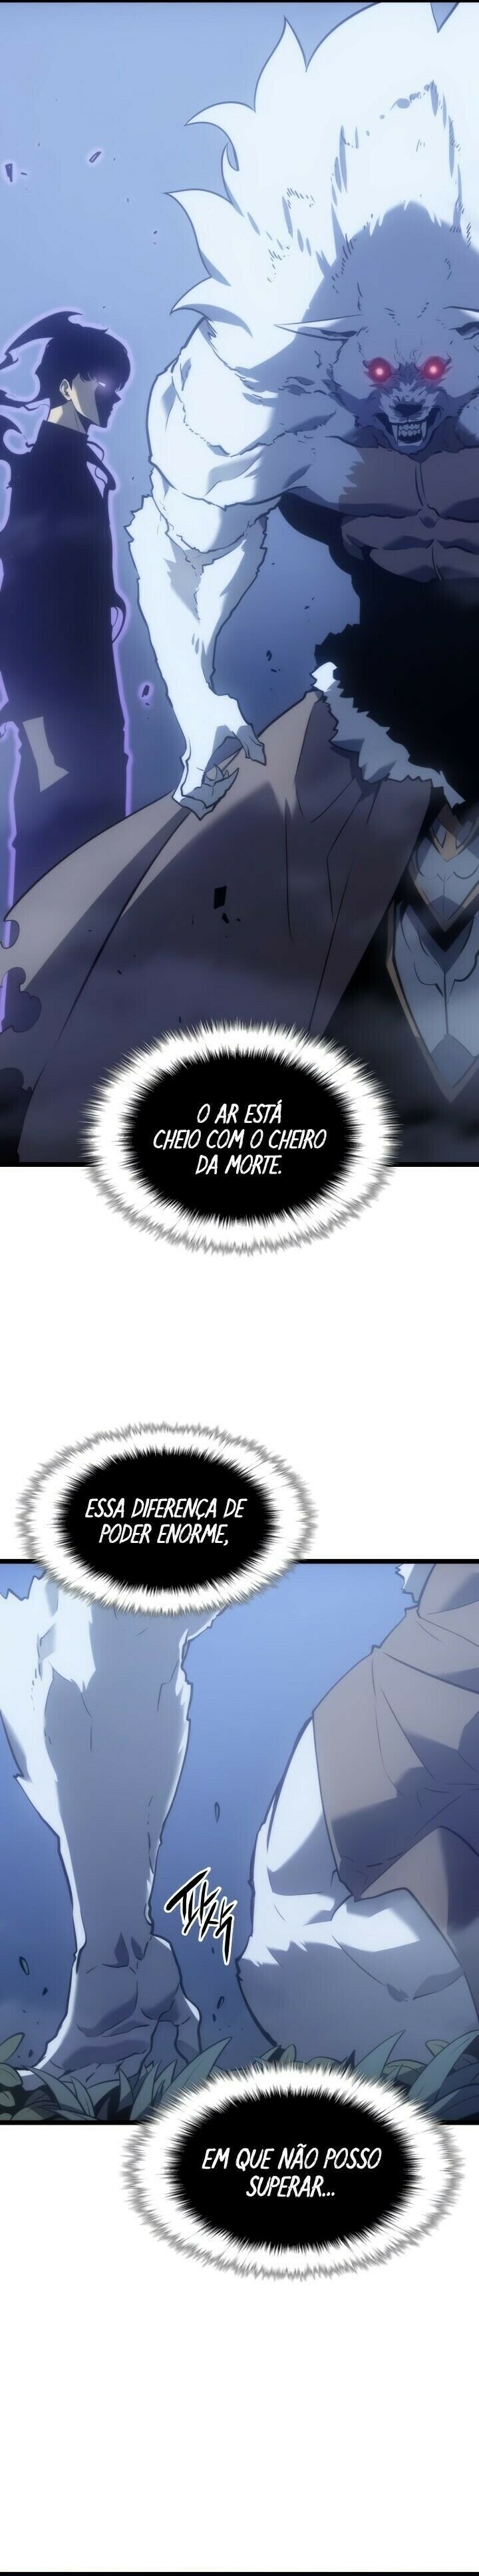 O AR ESTÁ
CHEIO COM O CHEIRO
DA MORTE.
ESSA DIFERENÇA DE
PODER ENORME,
EM QUE NÃO POSSO
SUPERAR...